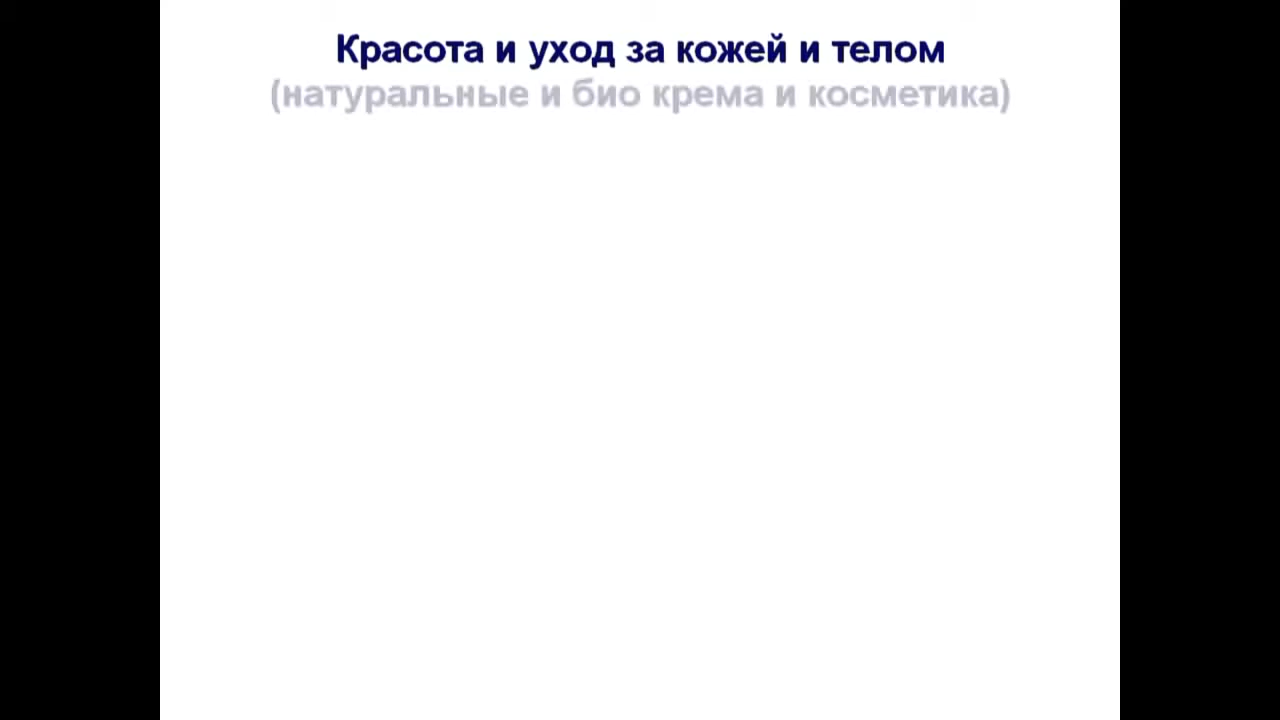 Красота и уход за кожей и телом
(натуральные и био крема и косметика)